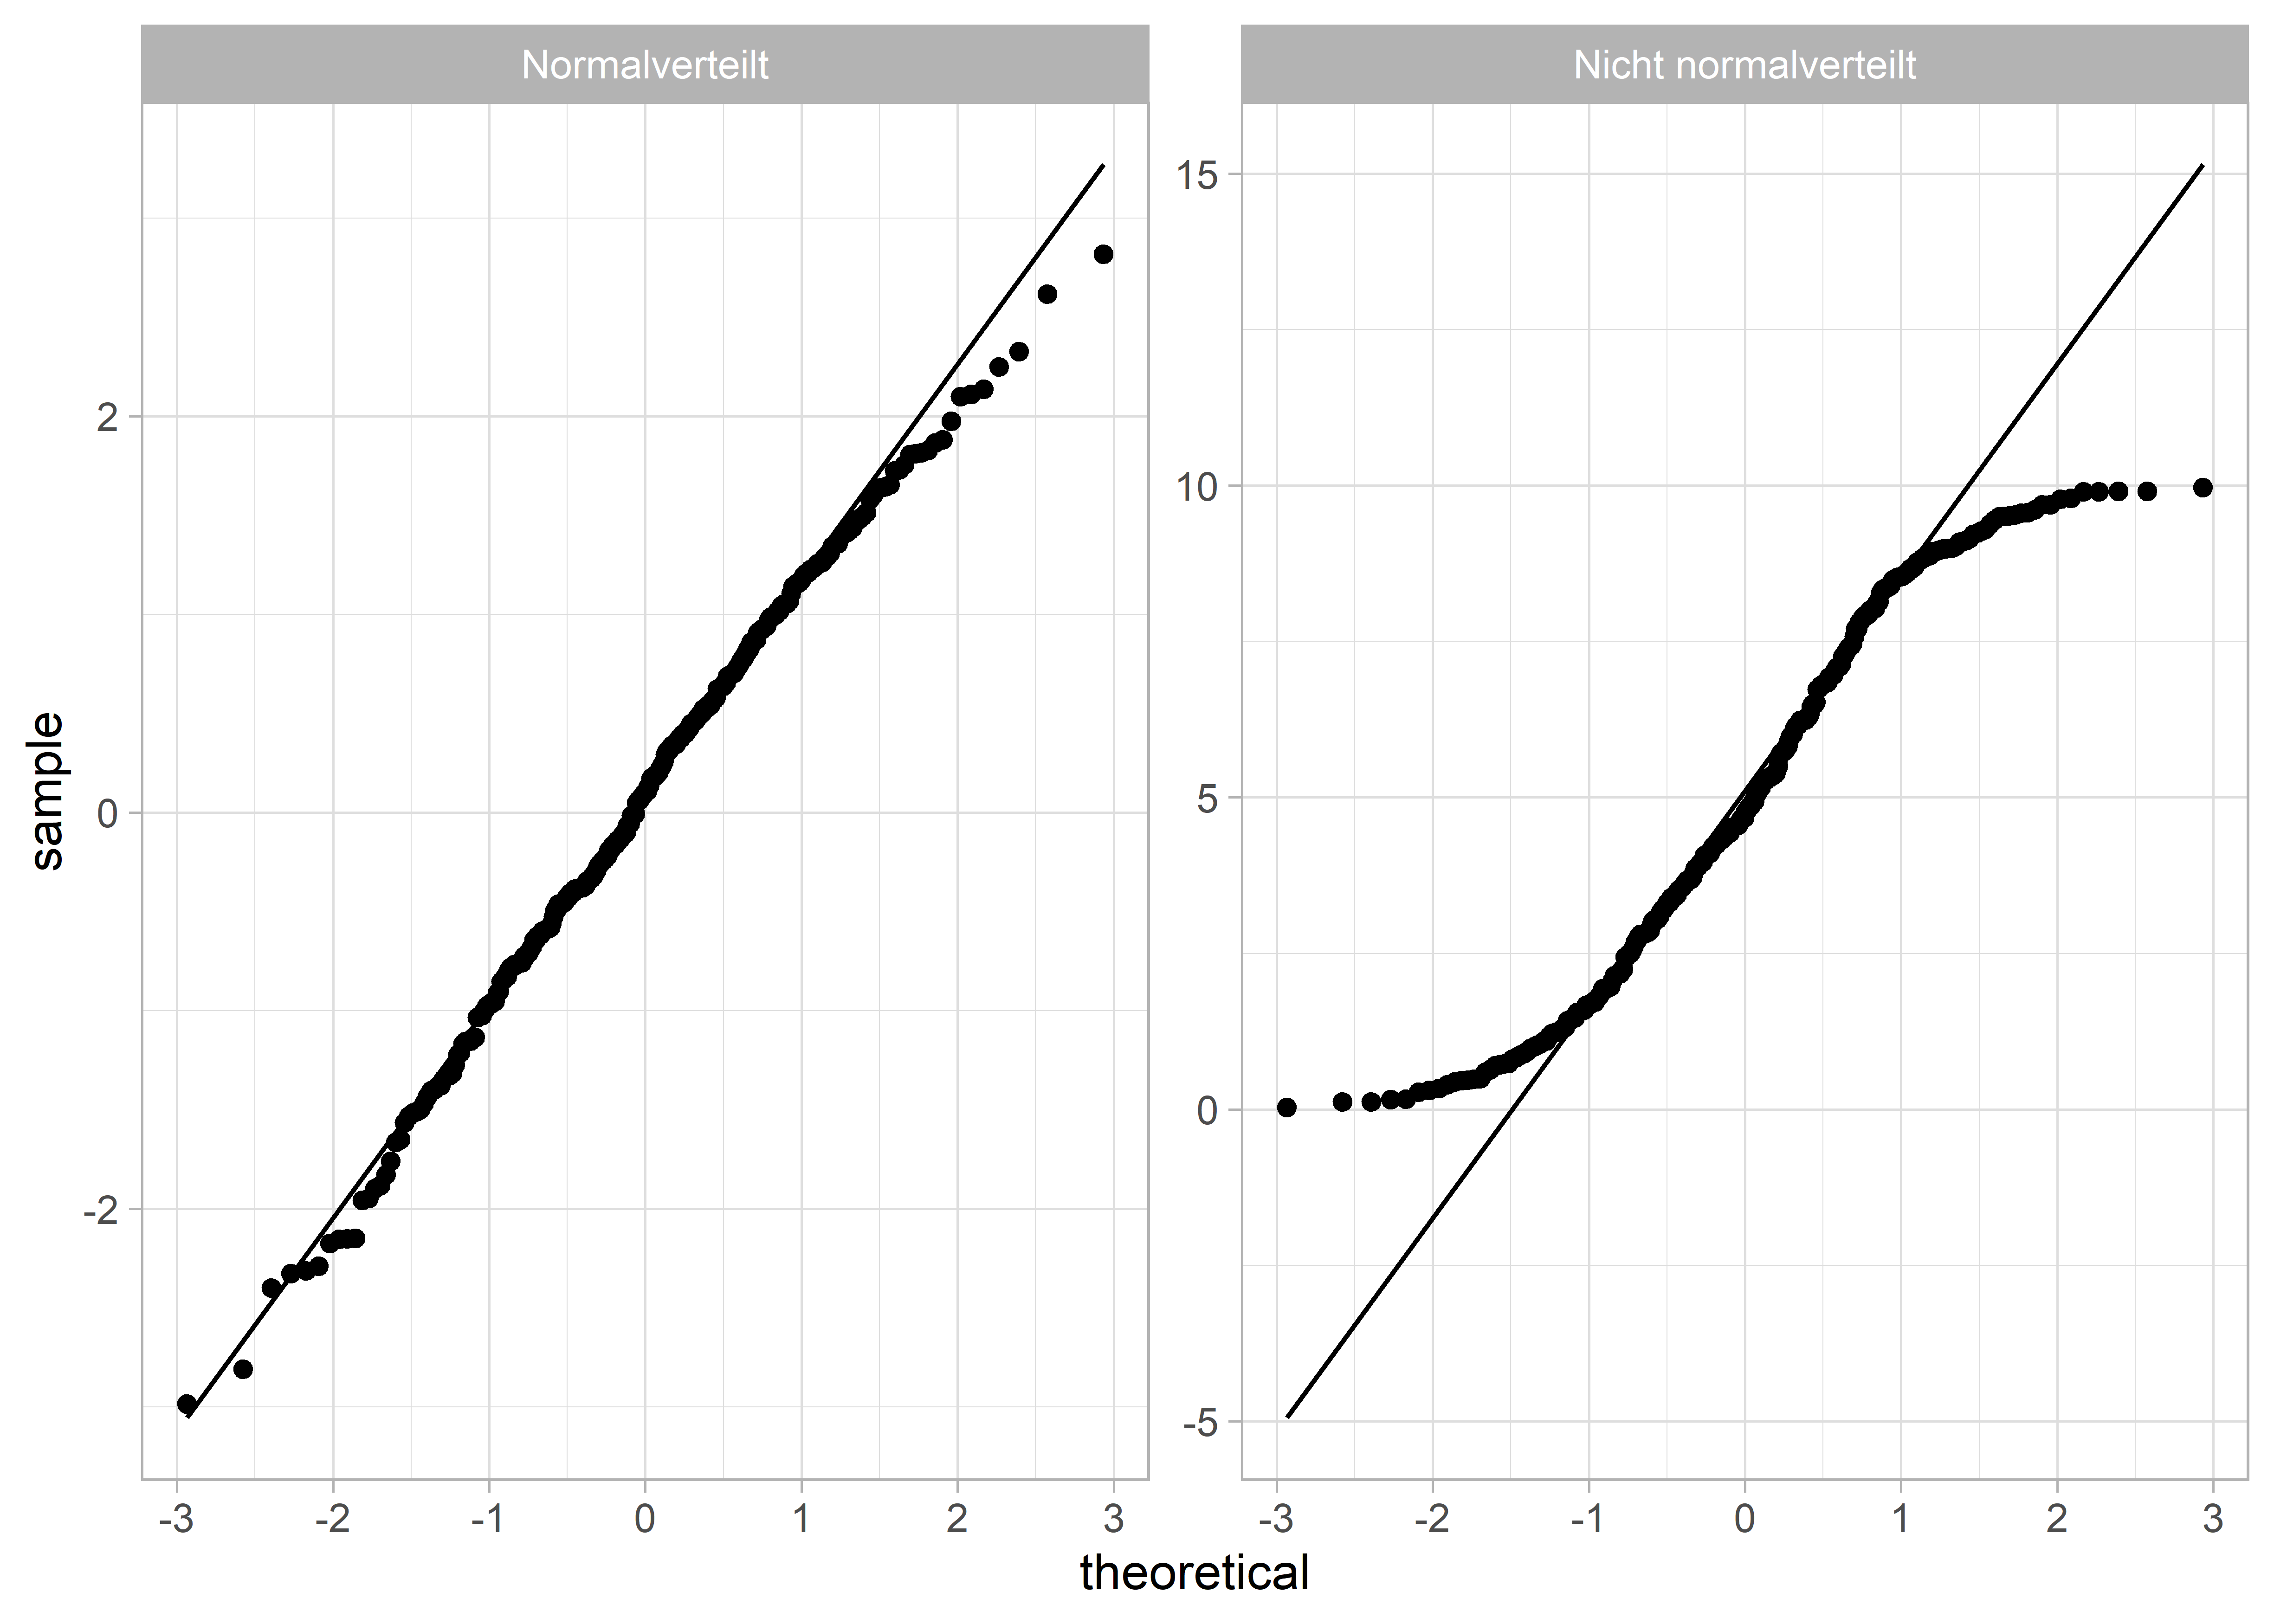 Normalverteilt
Nicht normalverteilt
sample
2
0
-2
15
10
5
0
-5
-3 -2 -1 0 1 2 3
-3 -2 -1 0 1 2 3
theoretical